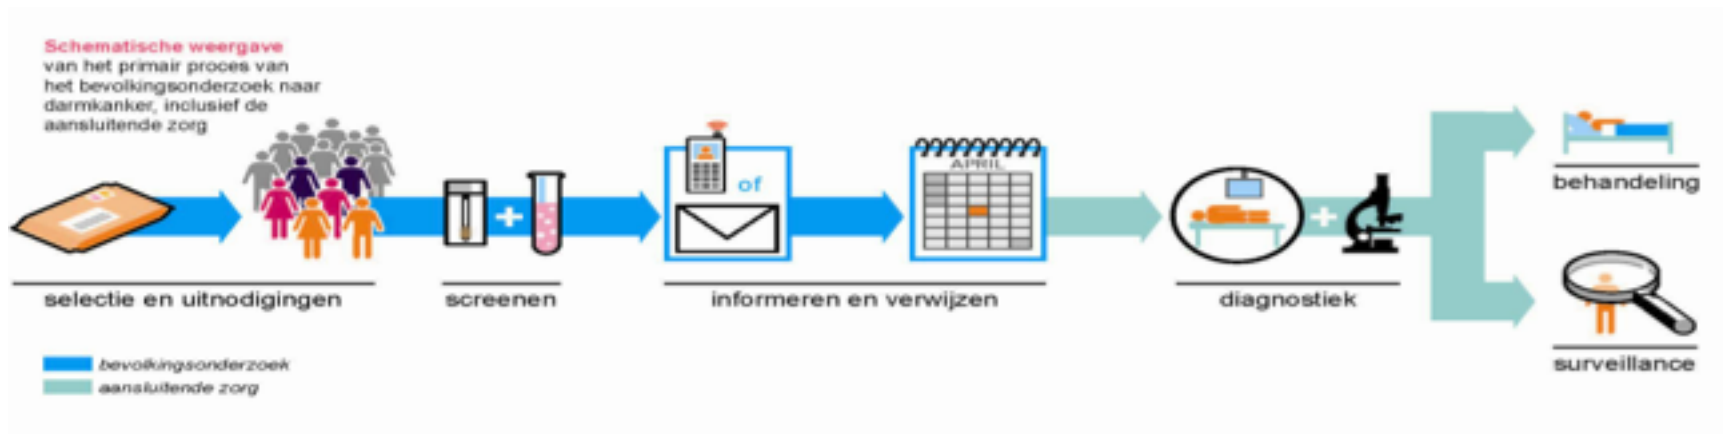 Schematische weergave
van het primair proces van
het bevolkingsonderzoek naar
darmkanker, inclusief de
aansluitende zorg
of
APRIL
selectie en uitnodigingen
screenen
informeren en verwijzen
diagnostiek
behandeling
surveillance
bevolkingsonderzoek
aansluitende zorg